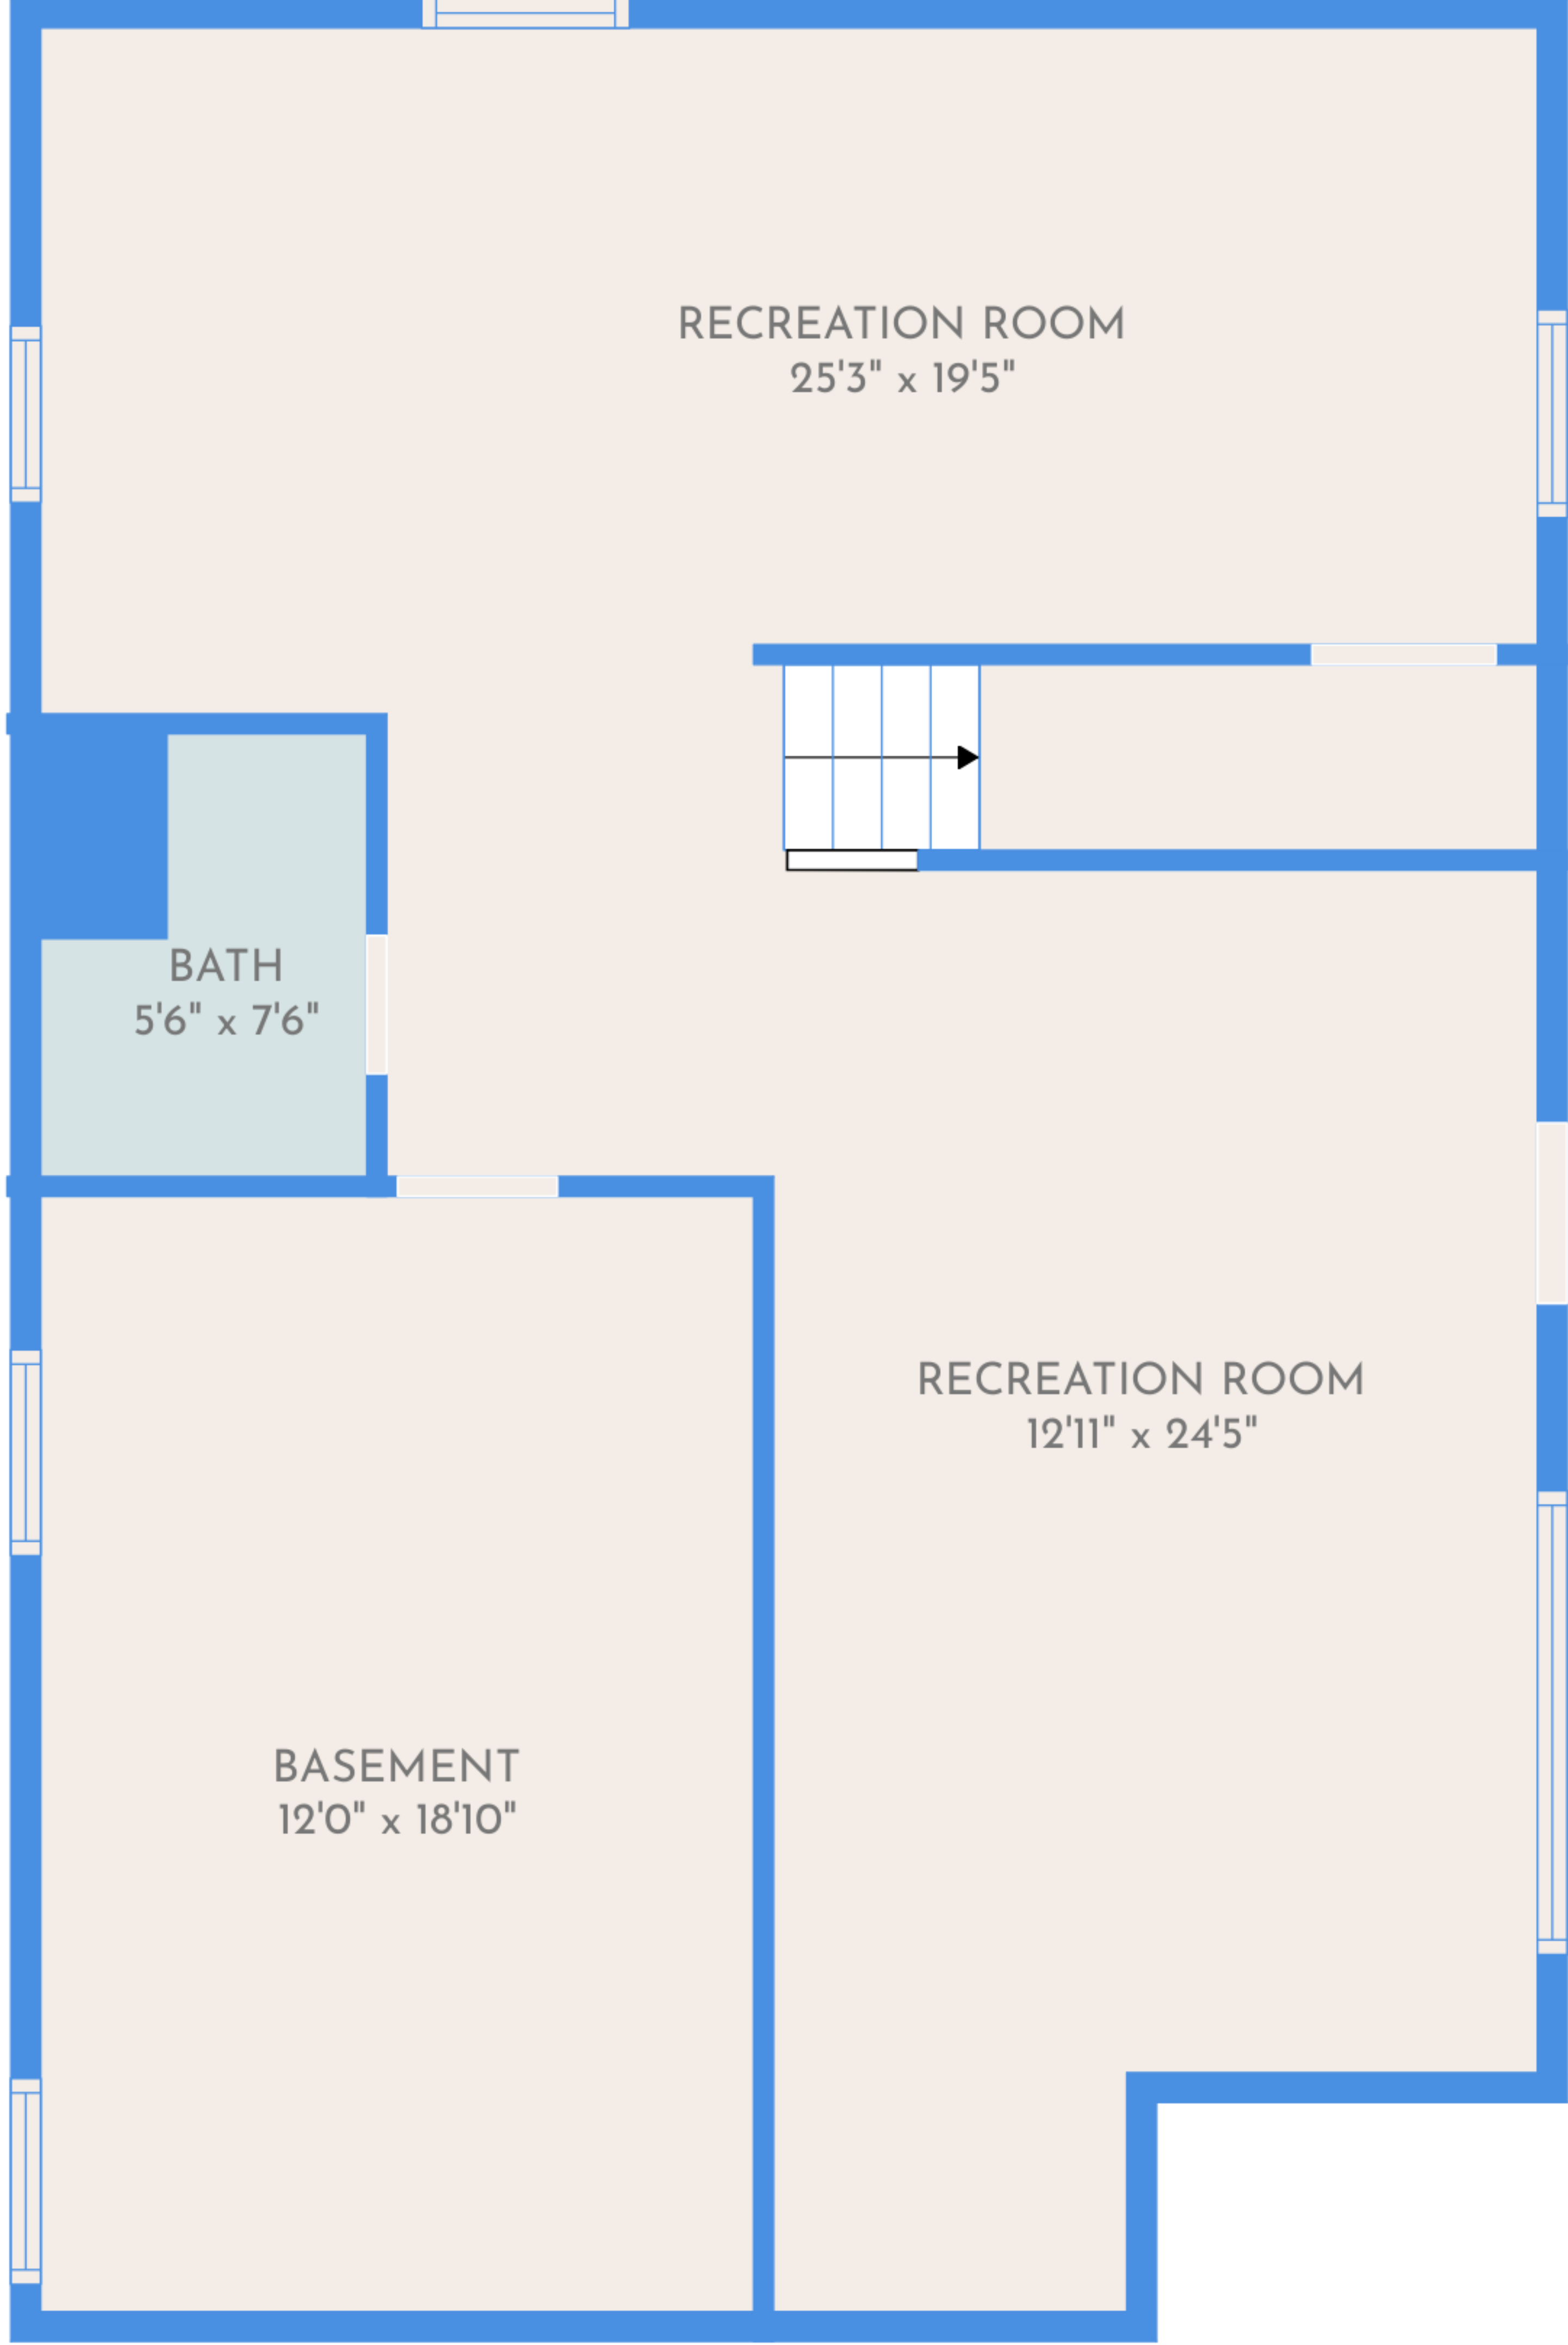 RECREATION ROOM
25'3" x 19'5"
BATH
5'6" x 7'6"
RECREATION ROOM
12'11" x 24'5"
BASEMENT
12'0" x 18'10"